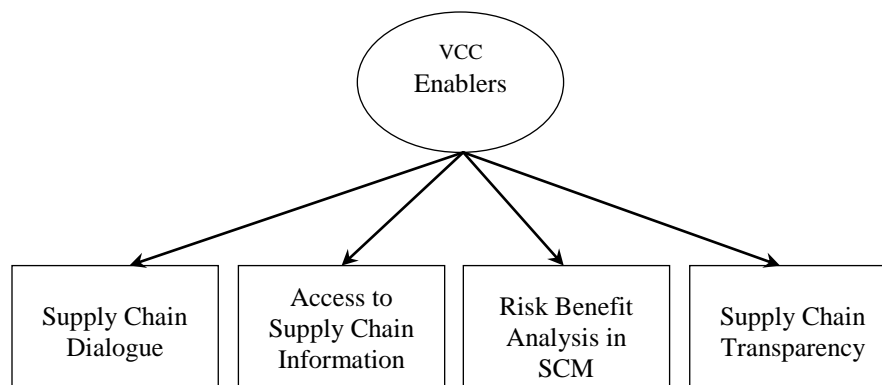 VCC
Enablers
Supply Chain
Dialogue
Access to
Supply Chain
Information
Risk Benefit
Analysis in
SCM
Supply Chain
Transparency